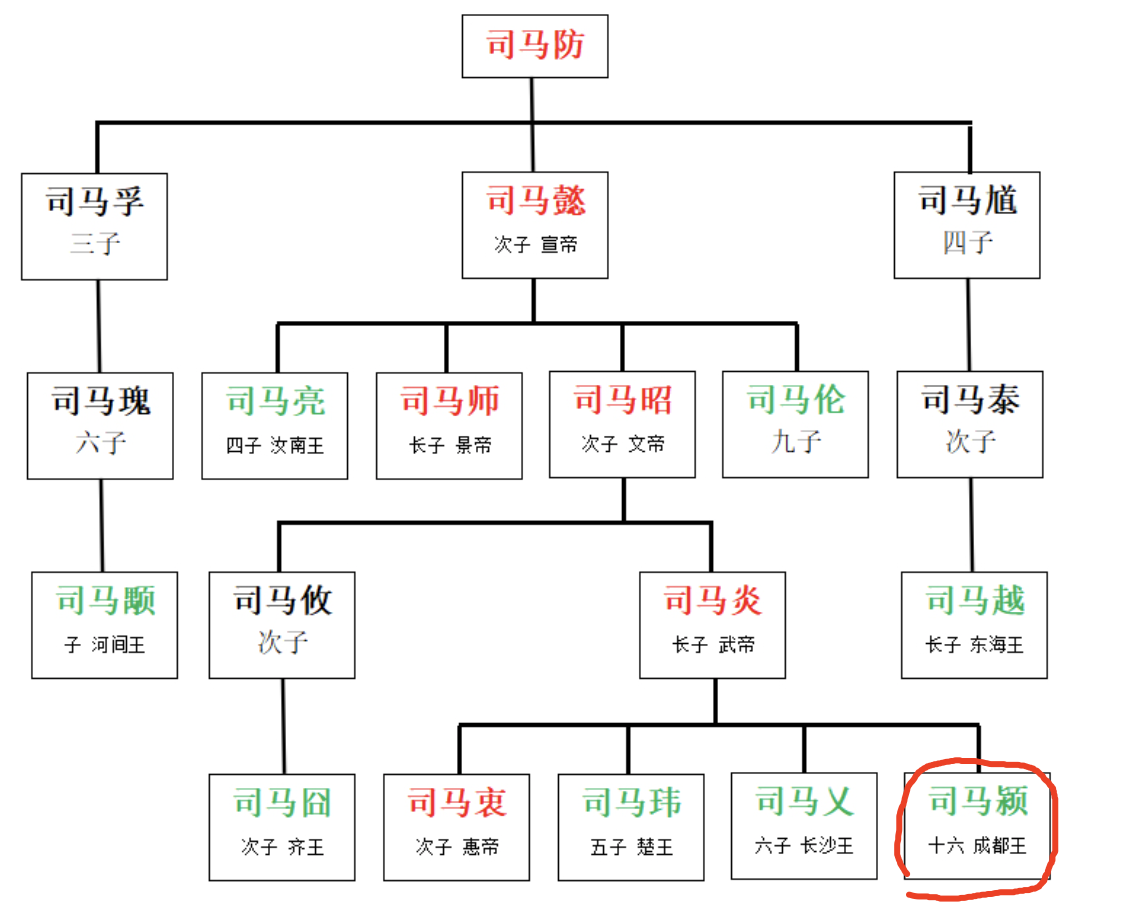 司马防
司马孚
三子
司马懿
次子 宣帝
司马馗
四子
司马瑰
六子
司马亮
四子 汝南王
司马师
长子 景帝
司马昭
次子 文帝
司马伦
九子
司马泰
次子
司马颙
子 河间王
司马攸
次子
司马炎
长子 武帝
司马越
长子 东海王
司马囧
次子 齐王
司马衷
次子 惠帝
司马玮
五子 楚王
司马乂
六子 长沙王
司马颍
十六 成都王